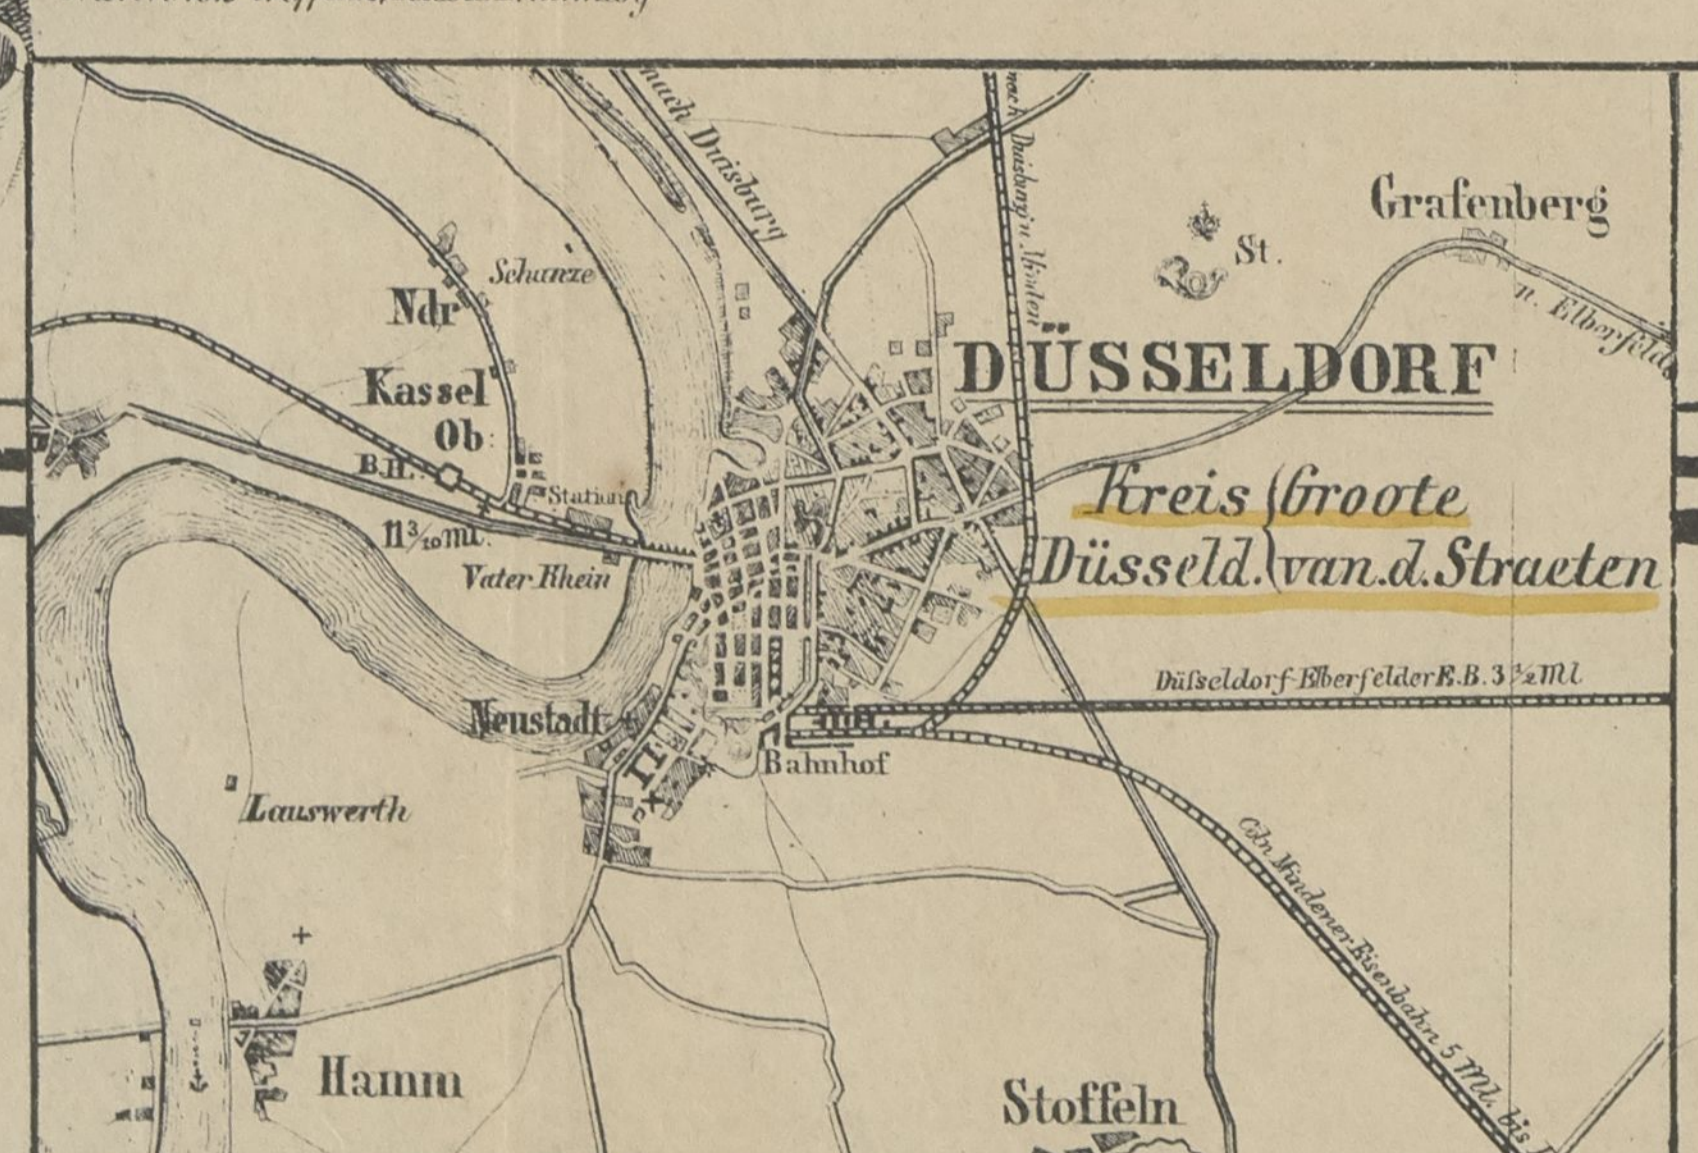 nach Duisburg
nach Duisburg u Minden
Grafenberg
St.
n. Elberfeld
Schanze
Ndr
DÜSSELDORF
Kassel
Ob:
B.H.
Station
Kreis { Groote
Düsseld. { van.d.Straeten
11 3/20 Ml.
Vater Rhein
Düſseldorf-Elberfelder E.B. 3 ½ Ml
Neustadt
Bahnhof
Lauswerth
Cöln Mindener Eisenbahn 5 Ml. bis
Hamm
Stoffeln